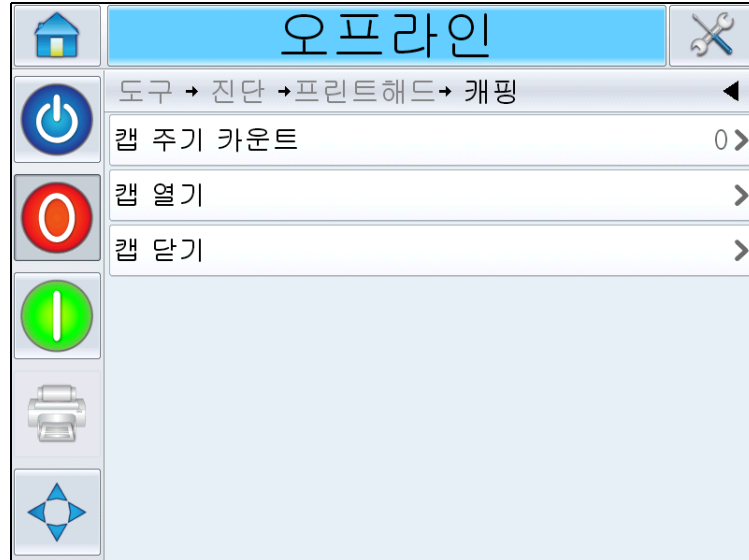 오프라인
도구 → 진단 → 프린트헤드 → 캐핑
캡 주기 카운트 0
캡 열기
캡 닫기